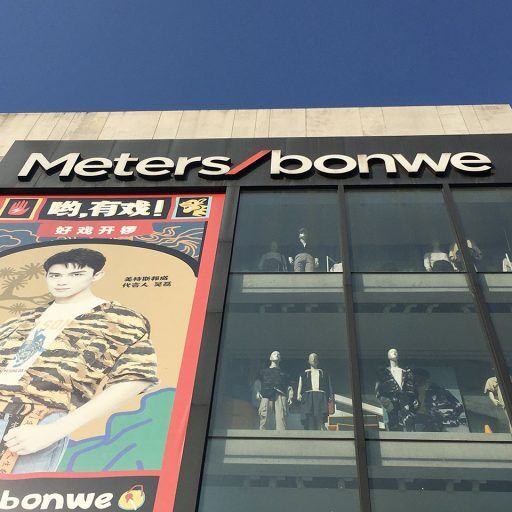 Meters/bonwe
哟,有戏!
好戏开锣
美特斯邦威
代言人 吴磊
bonwe